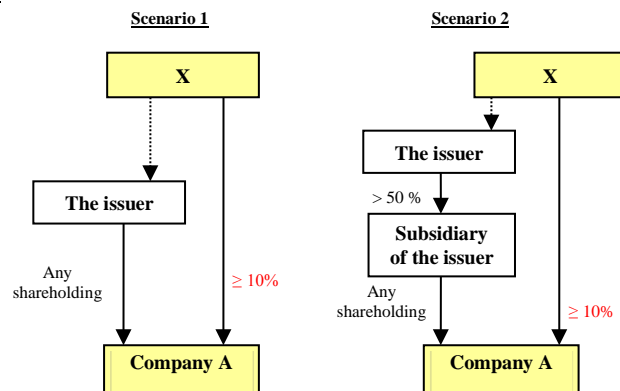 Scenario 1
X
The issuer
Any
shareholding
≥ 10%
Company A
Scenario 2
X
The issuer
> 50 %
Subsidiary
of the issuer
Any
shareholding
≥ 10%
Company A